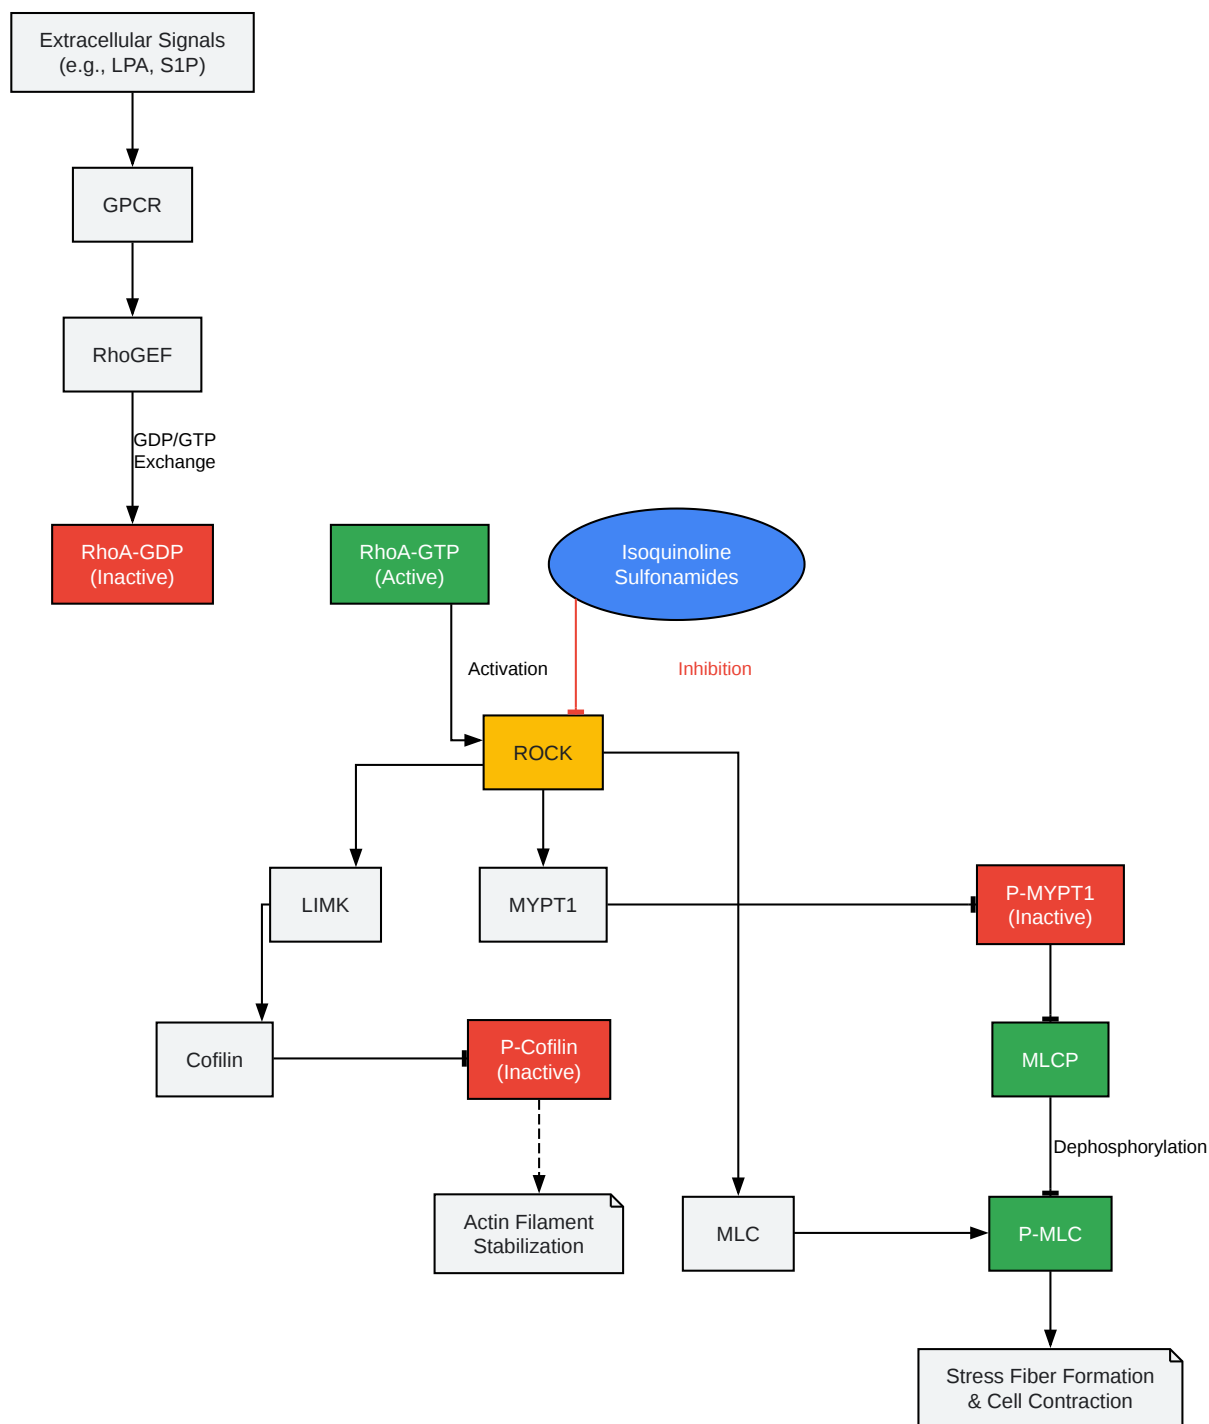 Extracellular Signals
(e.g., LPA, S1P)
GPCR
RhoGEF
GDP/GTP
Exchange
RhoA-GDP
(Inactive)
RhoA-GTP
(Active)
Isoquinoline
Sulfonamides
Activation
Inhibition
ROCK
LIMK
MYPT1
P-MYPT1
(Inactive)
Cofilin
P-Cofilin
(Inactive)
MLCP
Dephosphorylation
Actin Filament
Stabilization
MLC
P-MLC
Stress Fiber Formation
& Cell Contraction